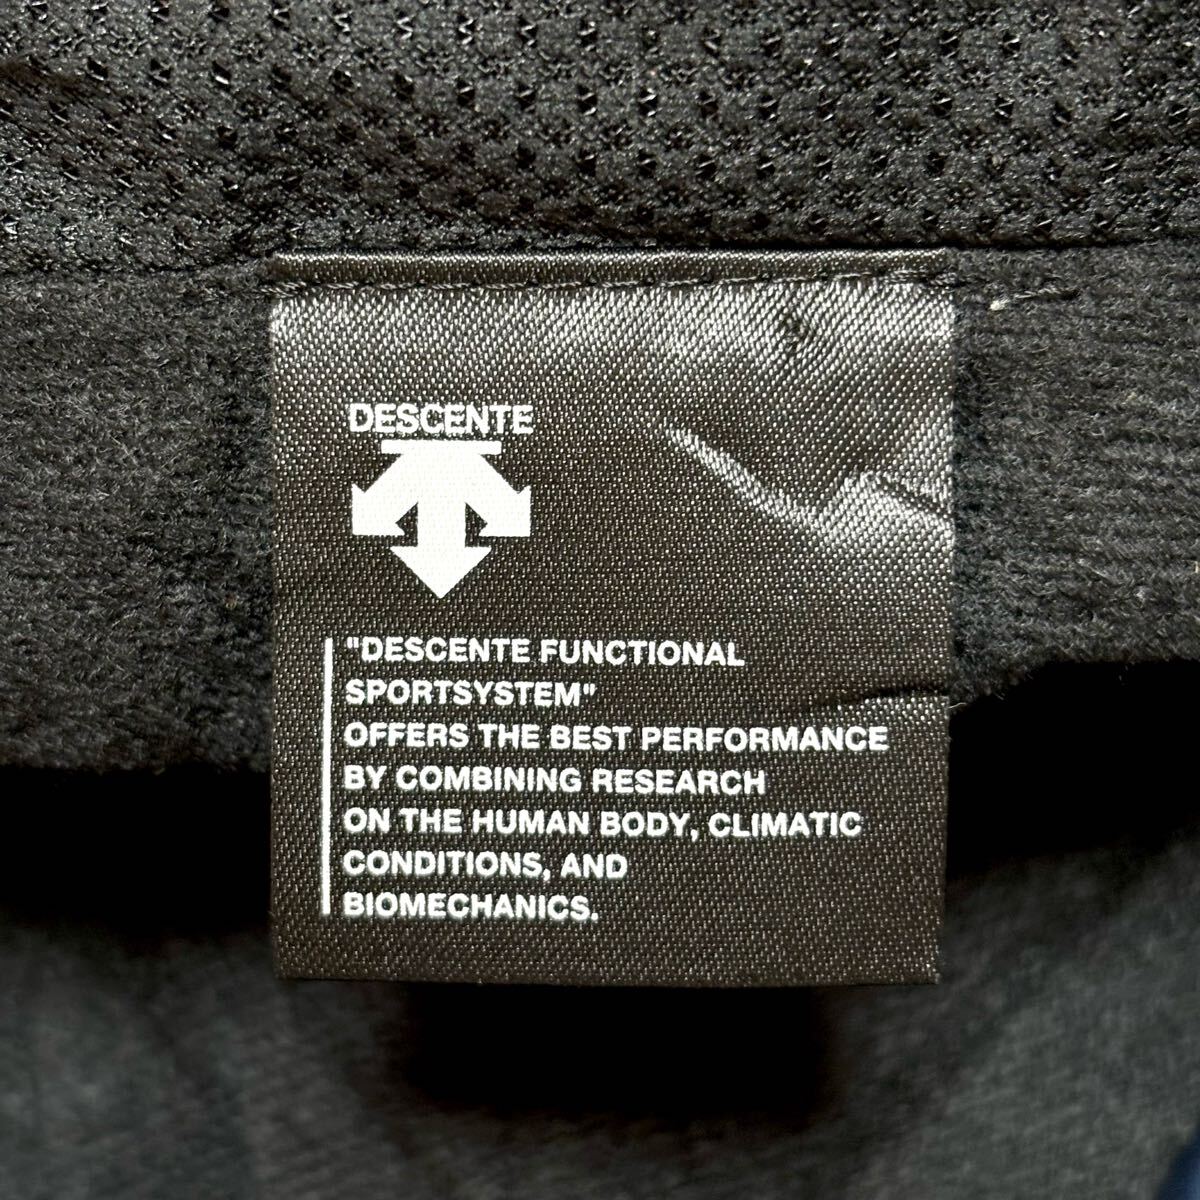 DESCENTE
"DESCENTE FUNCTIONAL
SPORTSYSTEM"
OFFERS THE BEST PERFORMANCE
BY COMBINING RESEARCH
ON THE HUMAN BODY, CLIMATIC
CONDITIONS, AND
BIOMECHANICS.